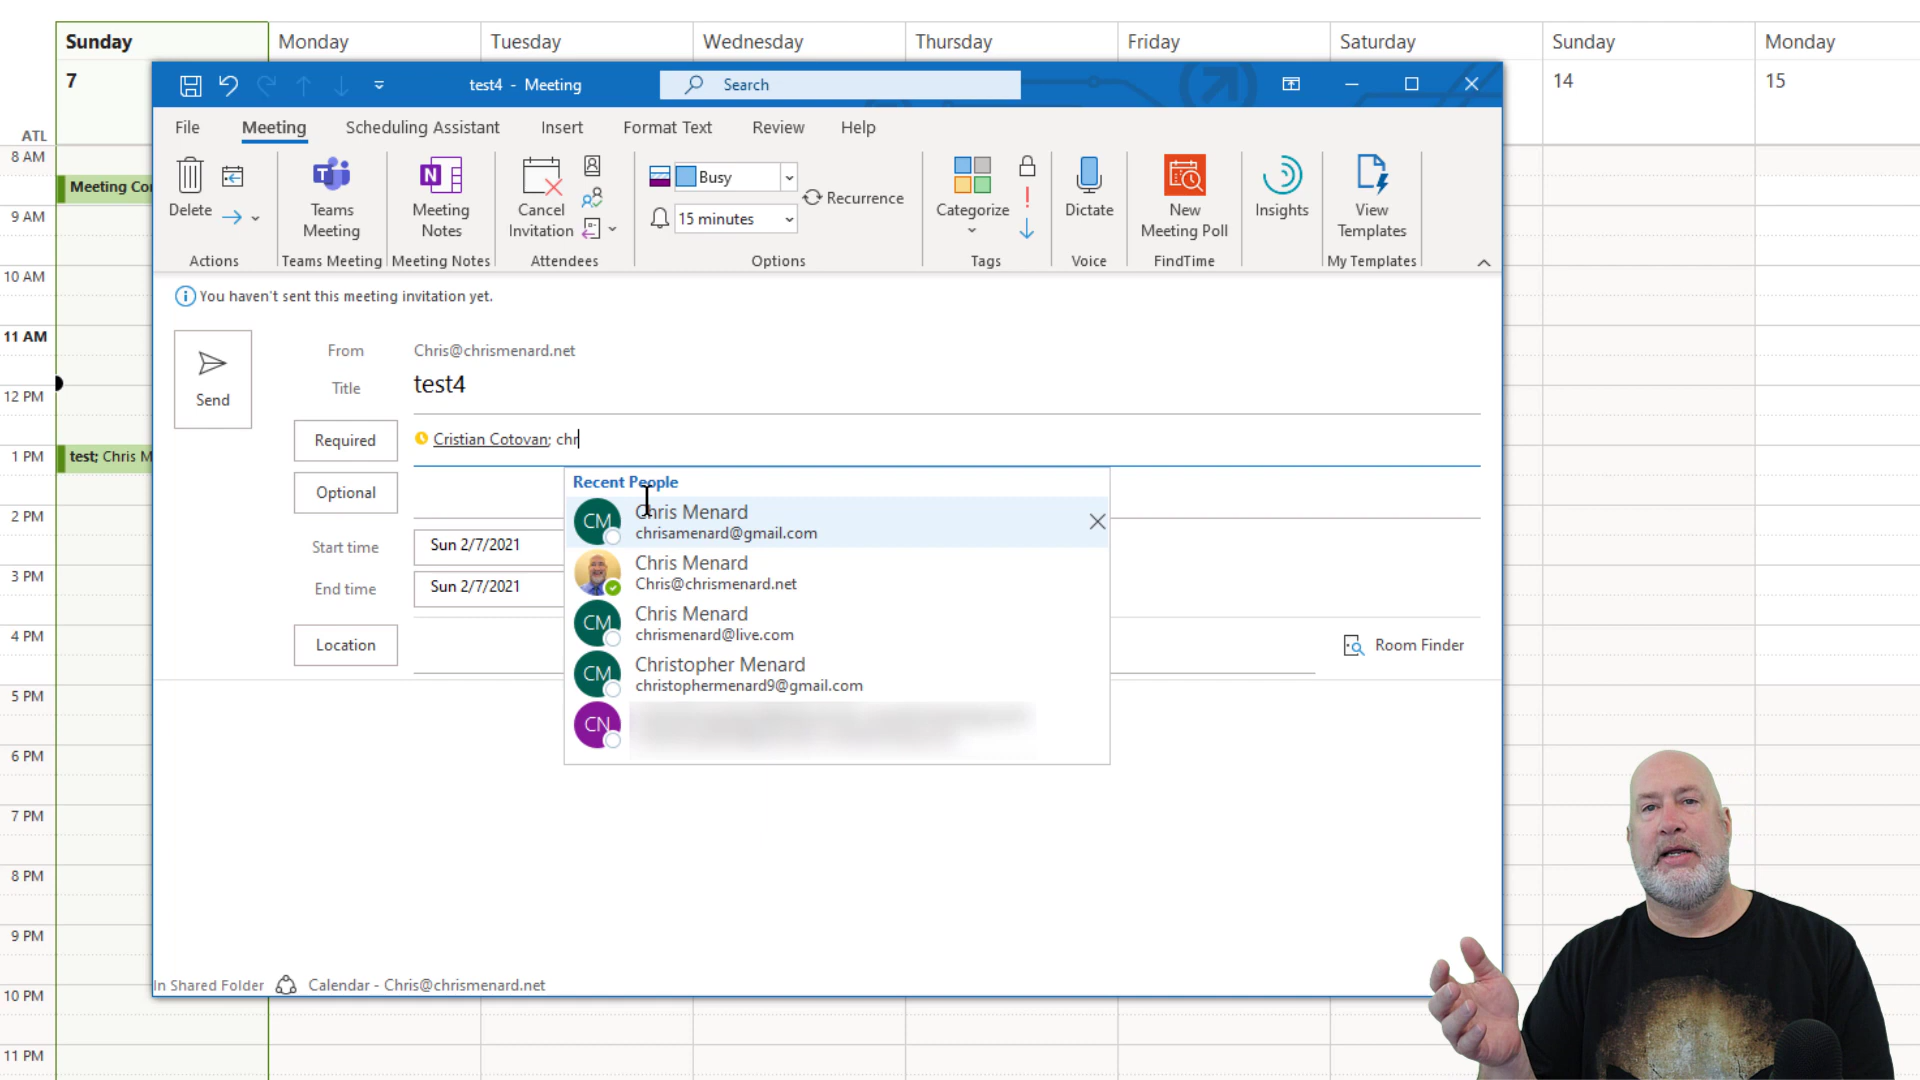 Sunday
Monday
Tuesday
Wednesday
Thursday
Friday
Saturday
Sunday
Monday
7
14
15
ATL
8 AM
9 AM
10 AM
11 AM
12 PM
1 PM
2 PM
3 PM
4 PM
5 PM
6 PM
7 PM
8 PM
9 PM
10 PM
11 PM
Meeting Co
test; Chris M
test4 - Meeting
Search
File
Meeting
Scheduling Assistant
Insert
Format Text
Review
Help
Delete
Actions
Teams
Meeting
Teams Meeting
Meeting
Notes
Meeting Notes
Cancel
Invitation
Attendees
Busy
15 minutes
Recurrence
Options
Categorize
Tags
Dictate
Voice
New
Meeting Poll
FindTime
Insights
View
Templates
My Templates
You haven't sent this meeting invitation yet.
Send
From
Chris@chrismenard.net
Title
test4
Required
Cristian Cotovan; chr
Optional
Start time
Sun 2/7/2021
End time
Sun 2/7/2021
Location
Room Finder
Recent People
CM
Chris Menard
chrisamenard@gmail.com
Chris Menard
Chris@chrismenard.net
CM
Chris Menard
chrismenard@live.com
CM
Christopher Menard
christophermenard9@gmail.com
CN
In Shared Folder
Calendar - Chris@chrismenard.net